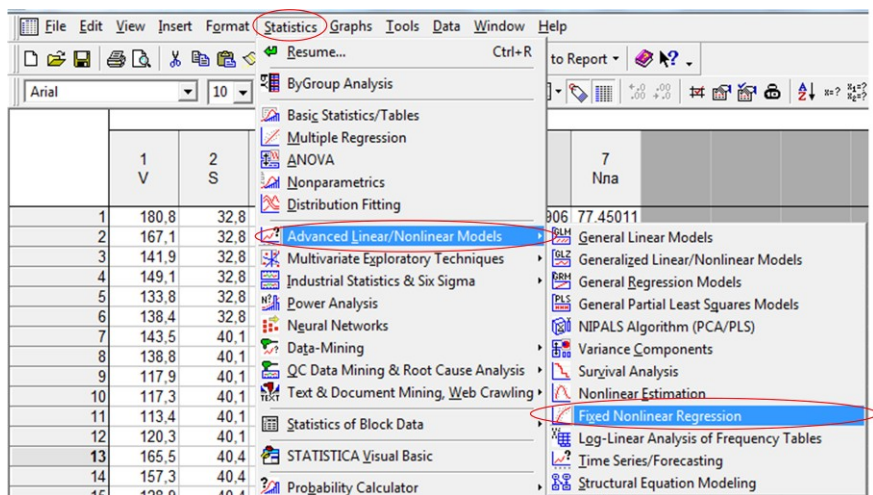 File Edit View Insert Format Statistics Graphs Tools Data Window Help
Resume... Ctrl+R
to Report
Arial 10
ByGroup Analysis
Basic Statistics/Tables
Multiple Regression
ANOVA
Nonparametrics
Distribution Fitting
Advanced Linear/Nonlinear Models
Multivariate Exploratory Techniques
Industrial Statistics & Six Sigma
Power Analysis
Neural Networks
Data-Mining
QC Data Mining & Root Cause Analysis
Text & Document Mining, Web Crawling
Statistics of Block Data
STATISTICA Visual Basic
Probability Calculator
General Linear Models
Generalized Linear/Nonlinear Models
General Regression Models
General Partial Least Squares Models
NIPALS Algorithm (PCA/PLS)
Variance Components
Survival Analysis
Nonlinear Estimation
Fixed Nonlinear Regression
Log-Linear Analysis of Frequency Tables
Time Series/Forecasting
Structural Equation Modeling
1 2 7
V S Nna
1 180,8 32,8 906 77.45011
2 167,1 32,8
3 141,9 32,8
4 149,1 32,8
5 133,8 32,8
6 138,4 32,8
7 143,5 40,1
8 138,8 40,1
9 117,9 40,1
10 117,3 40,1
11 113,4 40,1
12 120,3 40,1
13 165,5 40,4
14 157,3 40,4
15 128,9 40,4